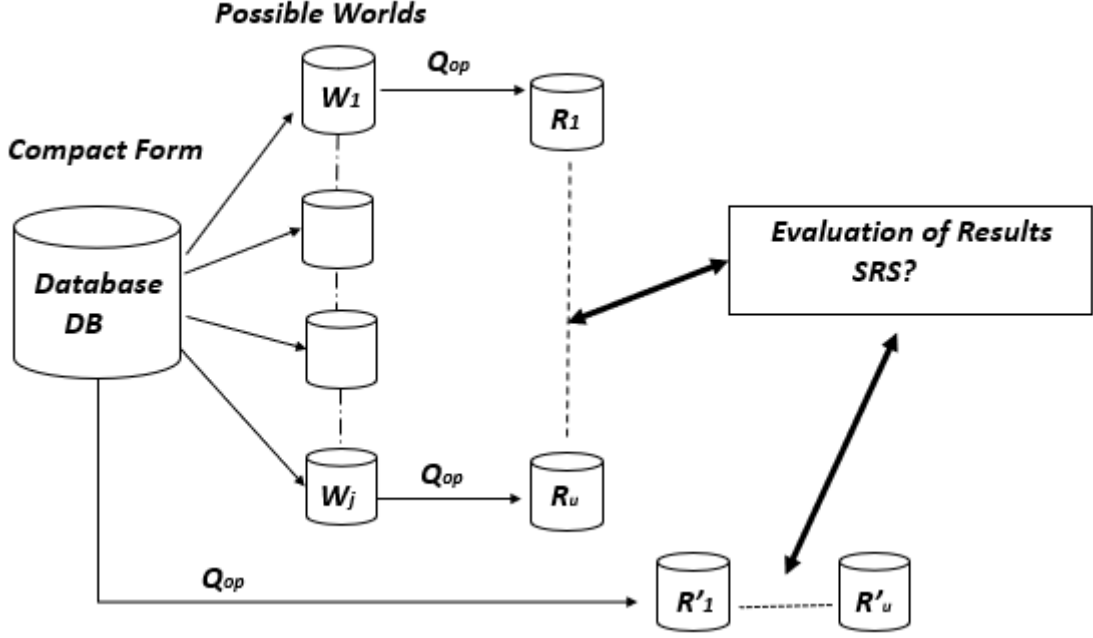 Possible Worlds
Qop
W1
R1
Compact Form
Evaluation of Results
SRS?
Database
DB
Qop
Wj
Ru
Qop
R'1
R'u